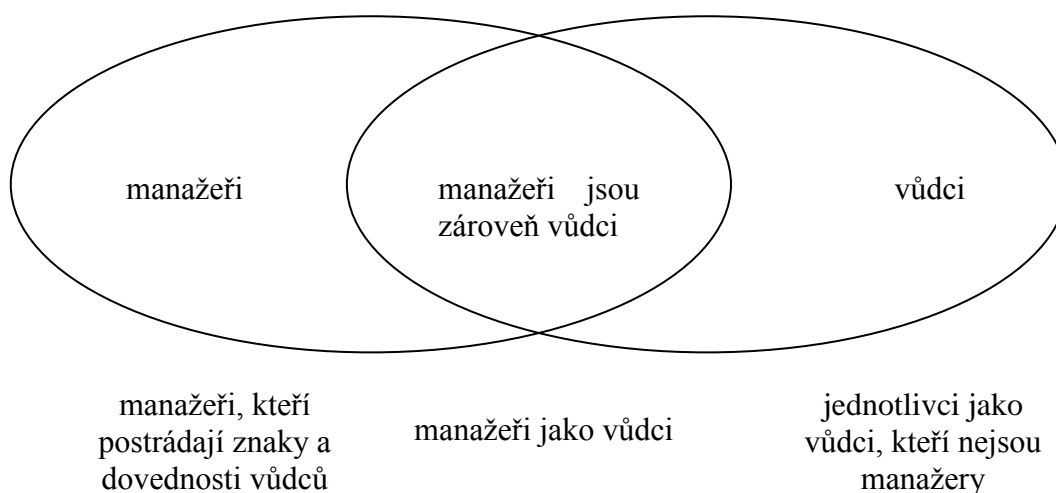 manažeři
manažeři jsou
zároveň vůdci
vůdci
manažeři, kteří
postrádají znaky a
dovednosti vůdců
manažeři jako vůdci
jednotlivci jako
vůdci, kteří nejsou
manažery